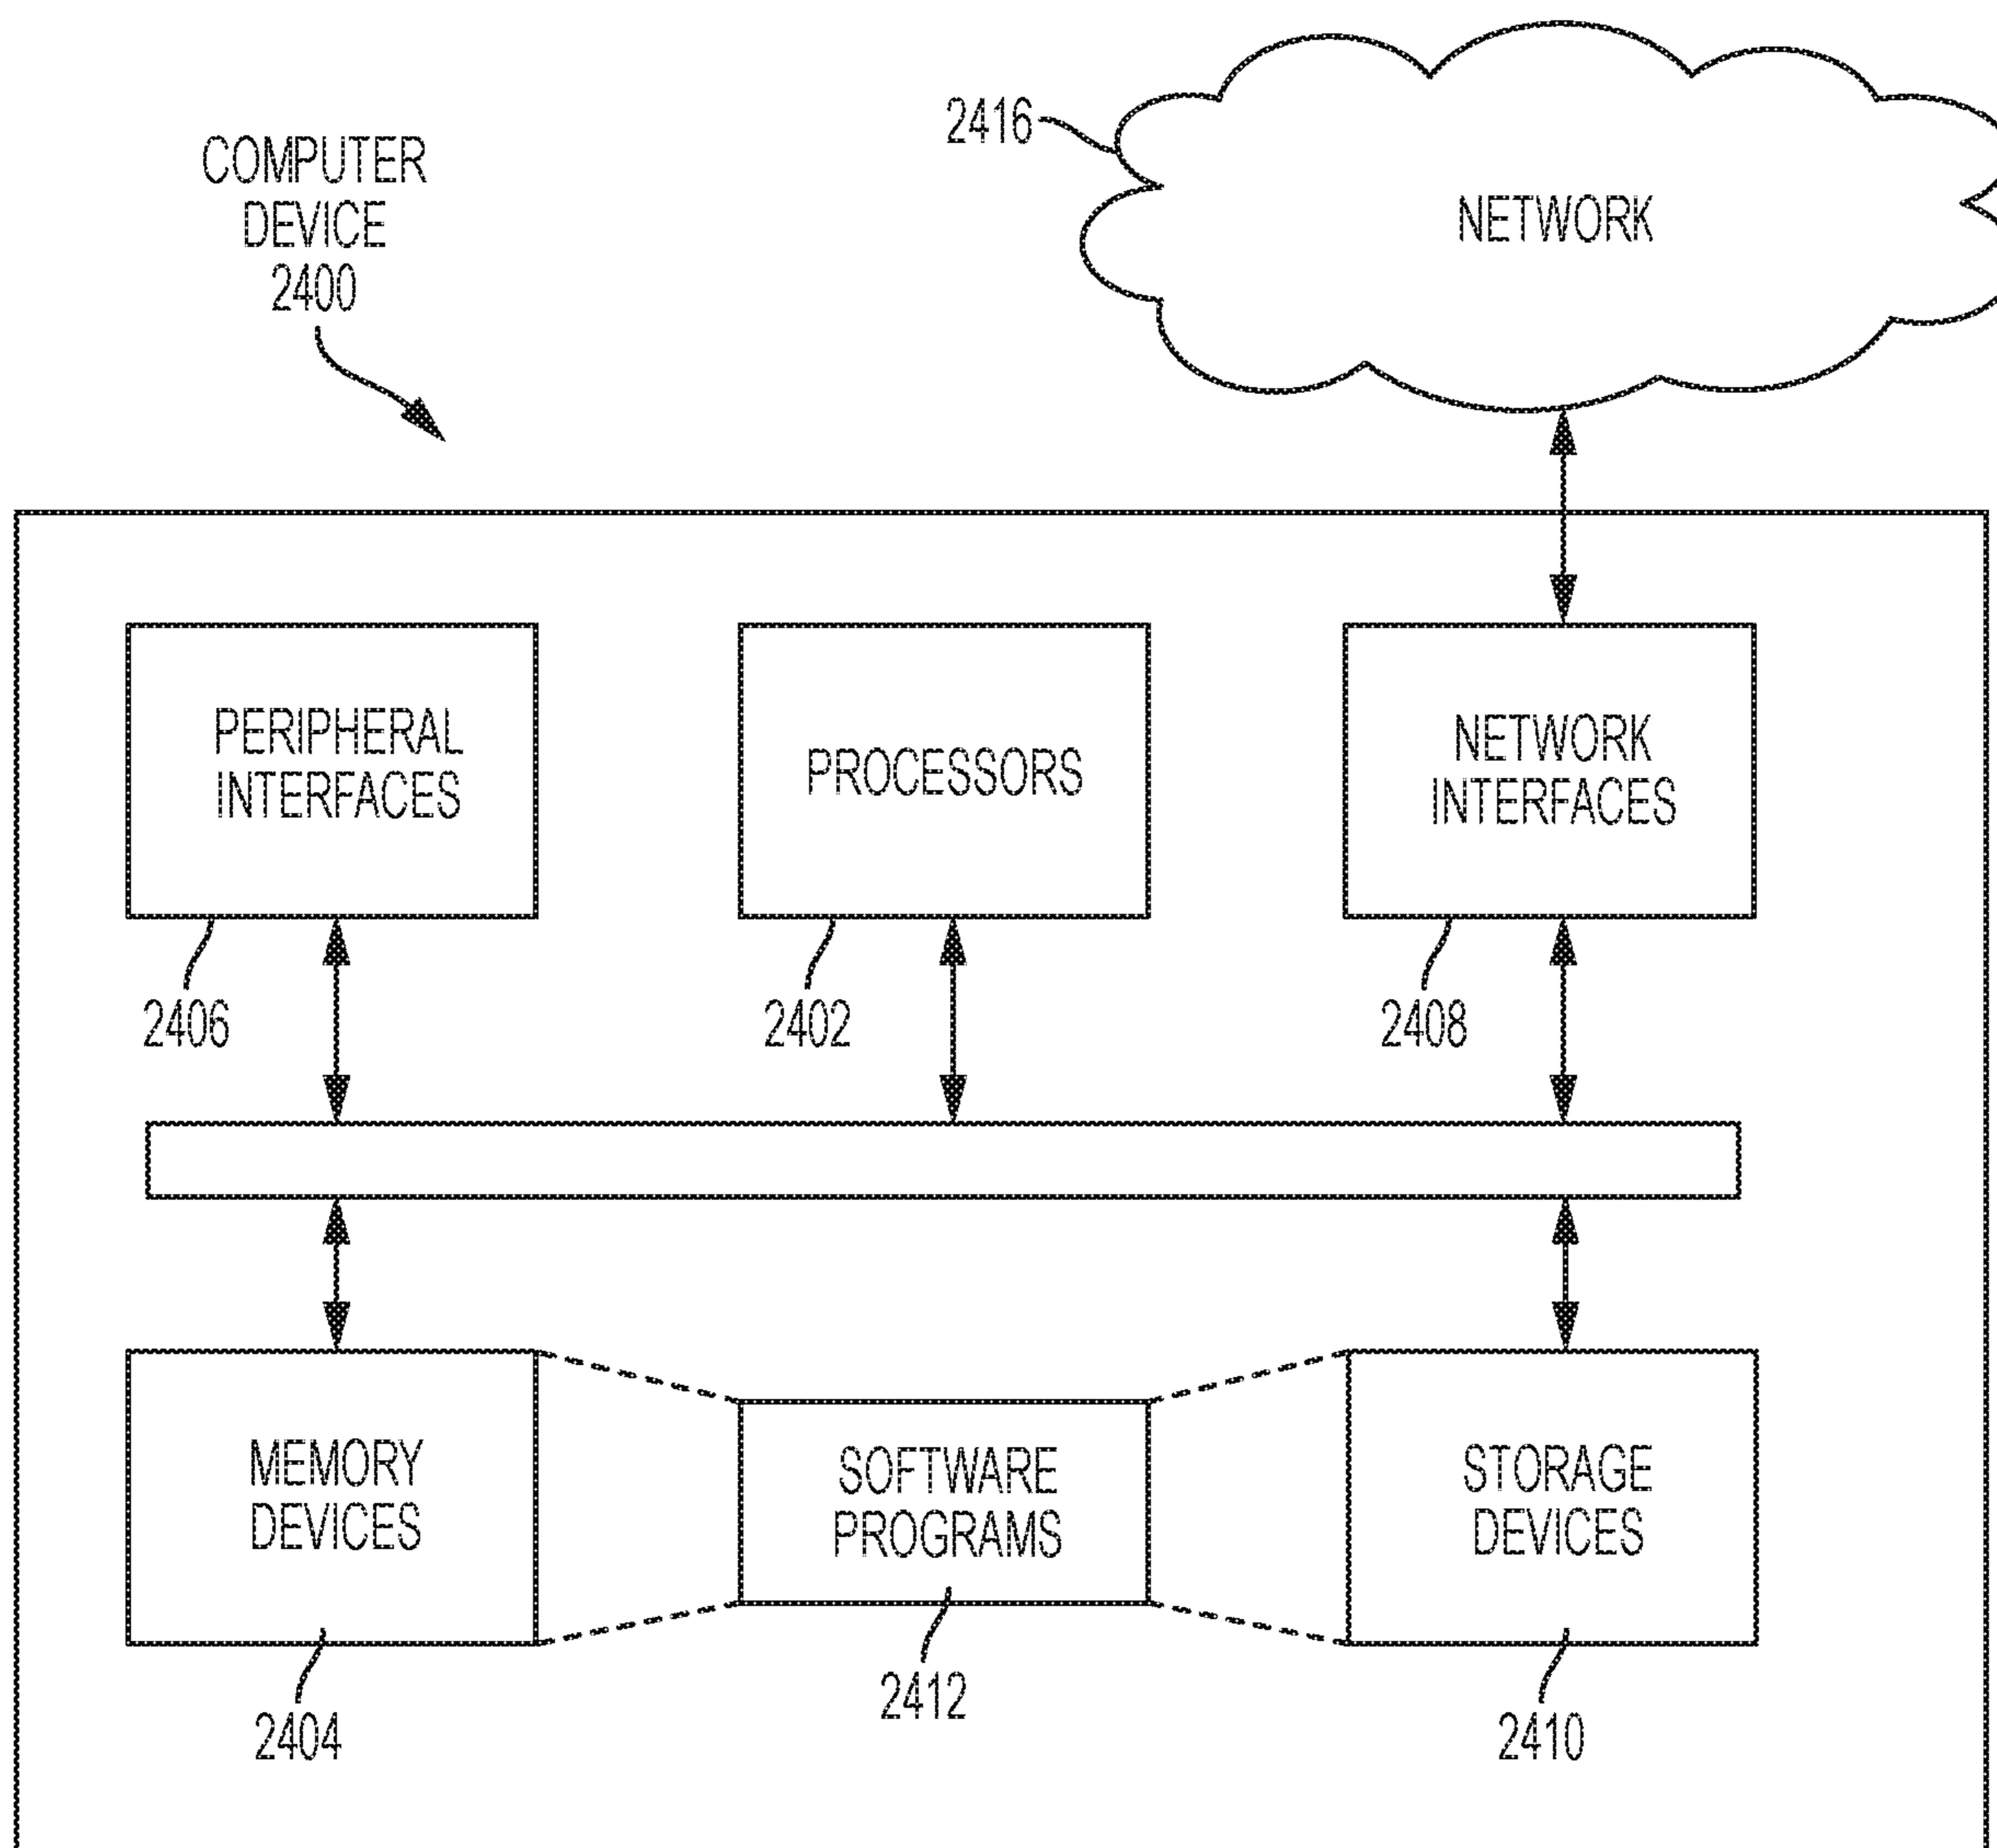 COMPUTER
DEVICE
2400
2416
NETWORK
PERIPHERAL
INTERFACES
PROCESSORS
NETWORK
INTERFACES
2406
2402
2408
MEMORY
DEVICES
SOFTWARE
PROGRAMS
STORAGE
DEVICES
2404
2412
2410